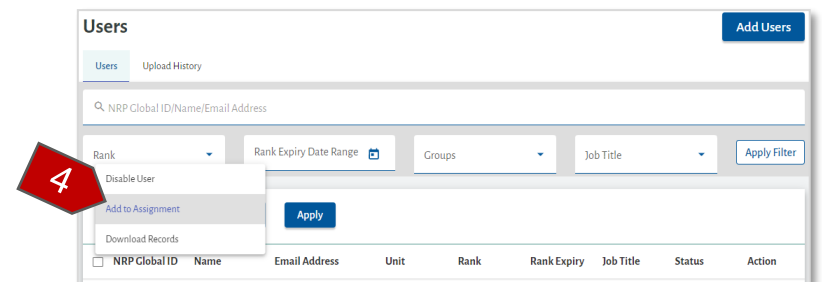 Users
Add Users
Users Upload History
NRP Global ID/Name/Email Address
Rank Rank Expiry Date Range Groups Job Title Apply Filter
Disable User
4
Add to Assignment Apply
Download Records
NRP Global ID Name Email Address Unit Rank Rank Expiry Job Title Status Action